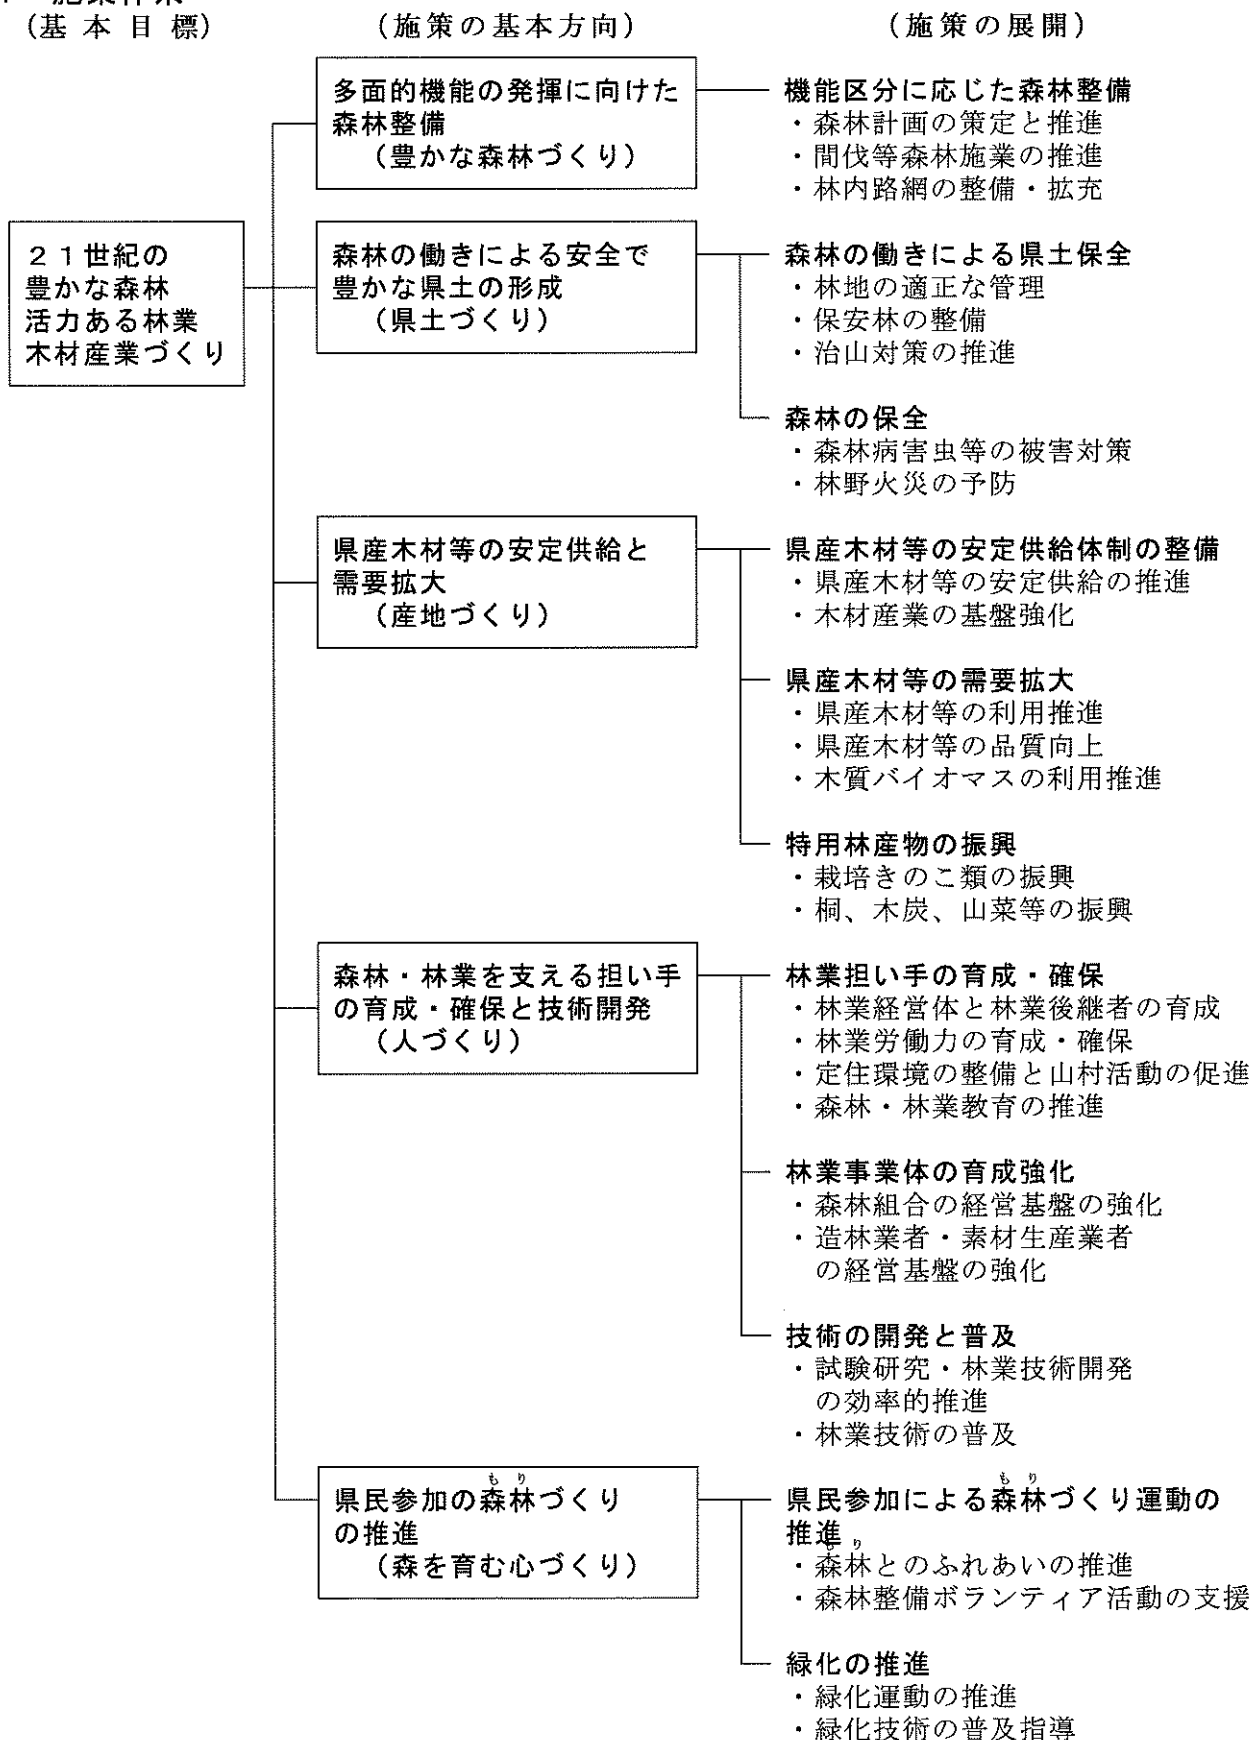 (基本目標)
(施策の基本方向)
(施策の展開)
21世紀の
豊かな森林
活力ある林業
木材産業づくり
多面的機能の発揮に向けた
森林整備
(豊かな森林づくり)
機能区分に応じた森林整備
・森林計画の策定と推進
・間伐等森林施業の推進
・林内路網の整備・拡充
森林の働きによる安全で
豊かな県土の形成
(県土づくり)
森林の働きによる県土保全
・林地の適正な管理
・保安林の整備
・治山対策の推進
森林の保全
・森林病害虫等の被害対策
・林野火災の予防
県産木材等の安定供給と
需要拡大
(産地づくり)
県産木材等の安定供給体制の整備
・県産木材等の安定供給の推進
・木材産業の基盤強化
県産木材等の需要拡大
・県産木材等の利用推進
・県産木材等の品質向上
・木質バイオマスの利用推進
特用林産物の振興
・栽培きのこ類の振興
・桐、木炭、山菜等の振興
森林・林業を支える担い手
の育成・確保と技術開発
(人づくり)
林業担い手の育成・確保
・林業経営体と林業後継者の育成
・林業労働力の育成・確保
・定住環境の整備と山村活動の促進
・森林・林業教育の推進
林業事業体の育成強化
・森林組合の経営基盤の強化
・造林業者・素材生産業者
の経営基盤の強化
技術の開発と普及
・試験研究・林業技術開発
の効率的推進
・林業技術の普及
もり
県民参加の森林づくり
の推進
(森を育む心づくり)
もり
県民参加による森林づくり運動の
推進
もり
・森林とのふれあいの推進
・森林整備ボランティア活動の支援
緑化の推進
・緑化運動の推進
・緑化技術の普及指導